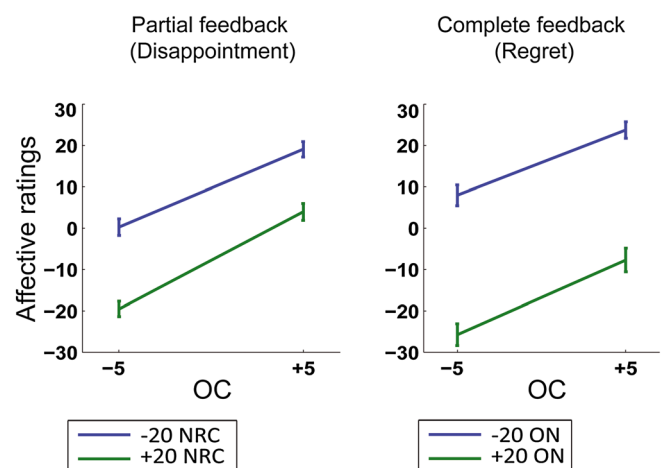 Partial feedback
(Disappointment)
Complete feedback
(Regret)
Affective ratings
30
20
10
0
−10
−20
−30
−5
+5
OC
30
20
10
0
−10
−20
−30
−5
+5
OC
-20 NRC
+20 NRC
-20 ON
+20 ON